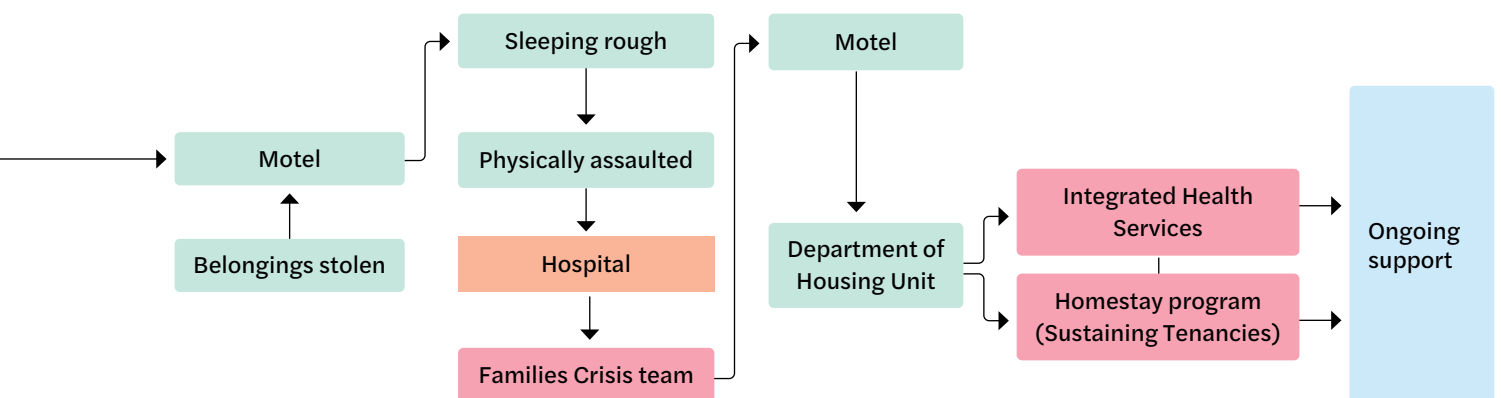 Motel
Belongings stolen
Sleeping rough
Physically assaulted
Hospital
Families Crisis team
Motel
Department of
Housing Unit
Integrated Health
Services
Homestay program
(Sustaining Tenancies)
Ongoing
support